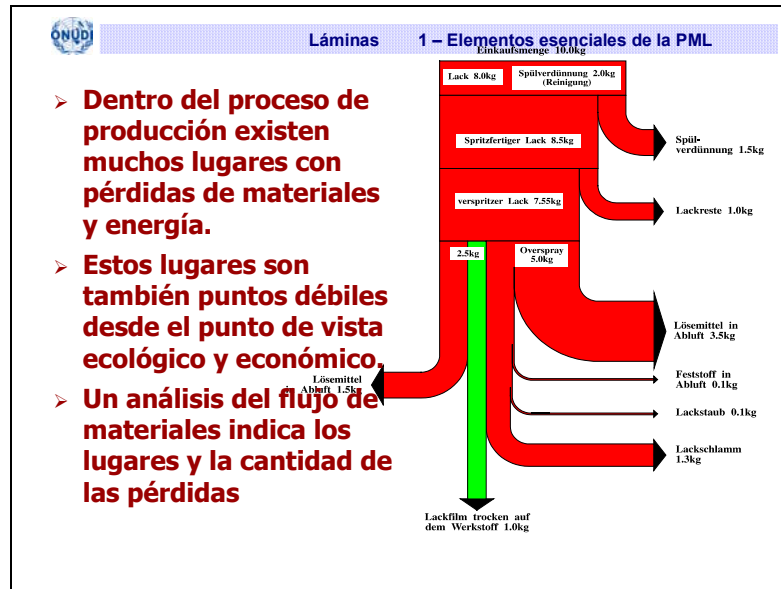 ONUDI
Láminas 1 – Elementos esenciales de la PML
Einkaufsmenge 10.0kg
Lack 8.0kg
Spülverdünnung 2.0kg
(Reinigung)
Spül-
verdünnung 1.5kg
Spritzfertiger Lack 8.5kg
verspritzer Lack 7.55kg
Lackreste 1.0kg
2.5kg
Overspray
5.0kg
Lösemittel in
Abluft 3.5kg
Feststoff in
Abluft 0.1kg
Lackstaub 0.1kg
Lackschlamm
1.3kg
Lösemittel
in Abluft 1.5kg
Lackfilm trocken auf
dem Werkstoff 1.0kg
➢ Dentro del proceso de
producción existen
muchos lugares con
pérdidas de materiales
y energía.
➢ Estos lugares son
también puntos débiles
desde el punto de vista
ecológico y económico.
➢ Un análisis del flujo de
materiales indica los
lugares y la cantidad de
las pérdidas